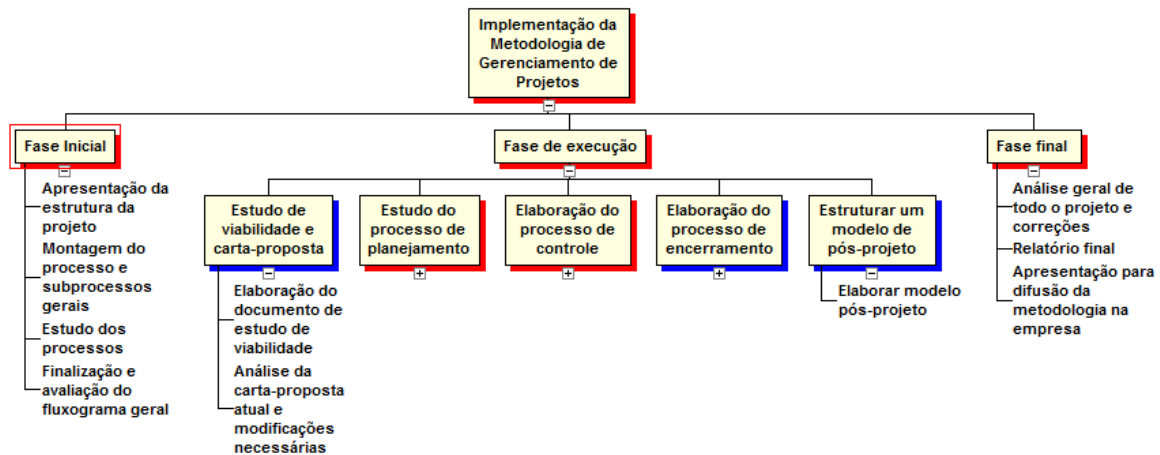 Implementação da
Metodologia de
Gerenciamento de
Projetos
Fase Inicial
Apresentação da
estrutura da
projeto
Montagem do
processo e
subprocessos
gerais
Estudo dos
processos
Finalização e
avaliação do
fluxograma geral
Fase de execução
Estudo de
viabilidade e
carta-proposta
Elaboração do
documento de
estudo de
viabilidade
Análise da
carta-proposta
atual e
modificações
necessárias
Estudo do
processo de
planejamento
Elaboração do
processo de
controle
Elaboração do
processo de
encerramento
Estruturar um
modelo de
pós-projeto
Elaborar modelo
pós-projeto
Fase final
Análise geral de
todo o projeto e
correções
Relatório final
Apresentação para
difusão da
metodologia na
empresa